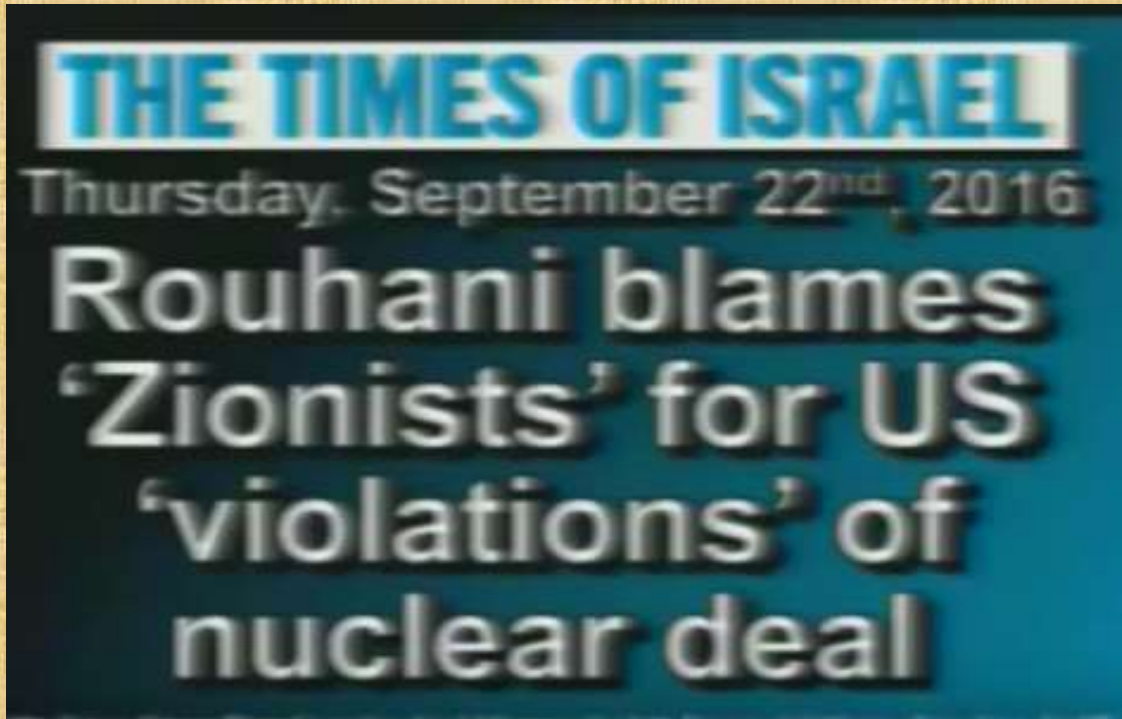 THE TIMES OF ISRAEL
Thursday. September 22nd, 2016
Rouhani blames
‘Zionists’ for US
‘violations’ of
nuclear deal